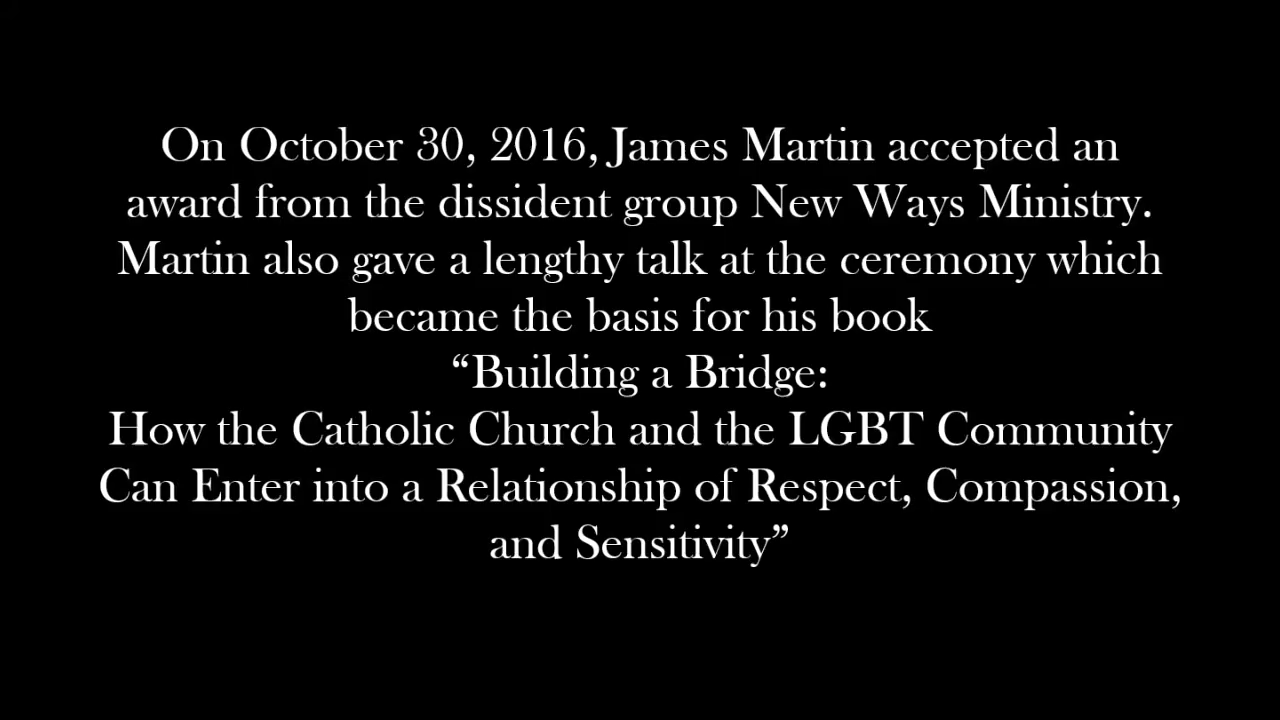 On October 30, 2016, James Martin accepted an
award from the dissident group New Ways Ministry.
Martin also gave a lengthy talk at the ceremony which
became the basis for his book
“Building a Bridge:
How the Catholic Church and the LGBT Community
Can Enter into a Relationship of Respect, Compassion,
and Sensitivity”